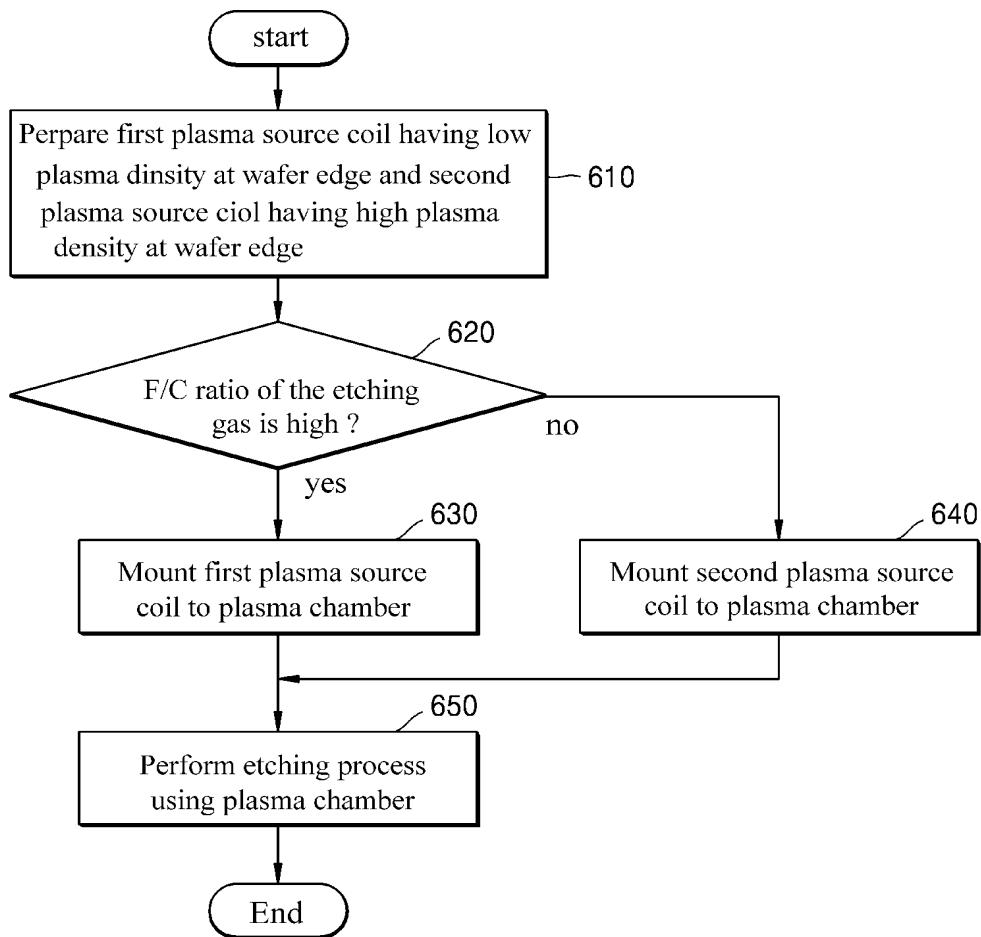 start
Perpare first plasma source coil having low
plasma dinsity at wafer edge and second
plasma source ciol having high plasma
density at wafer edge
610
620
F/C ratio of the etching
gas is high ?
no
yes
630
Mount first plasma source
coil to plasma chamber
640
Mount second plasma source
coil to plasma chamber
650
Perform etching process
using plasma chamber
End